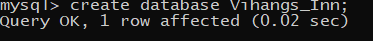 mysql> create database Vihangs_Inn;
Query OK, 1 row affected (0.02 sec)